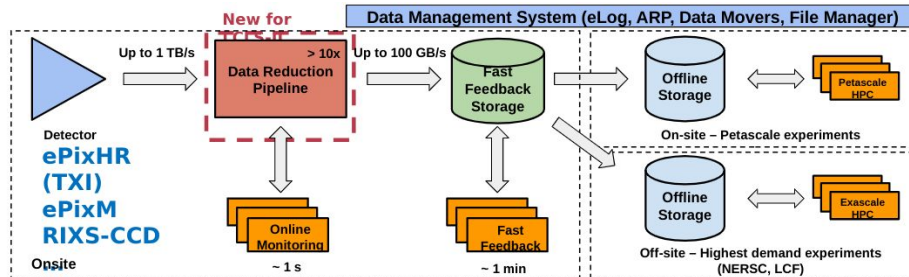 Data Management System (eLog, ARP, Data Movers, File Manager)
New for
LCLS-II
Up to 1 TB/s
> 10x
Data Reduction
Pipeline
Up to 100 GB/s
Fast
Feedback
Storage
Offline
Storage
Petascale
HPC
On-site – Petascale experiments
Detector
ePixHR
(TXI)
ePixM
RIXS-CCD
...
Onsite
Online
Monitoring
~ 1 s
Fast
Feedback
~ 1 min
Offline
Storage
Exascale
HPC
Off-site – Highest demand experiments
(NERSC, LCF)